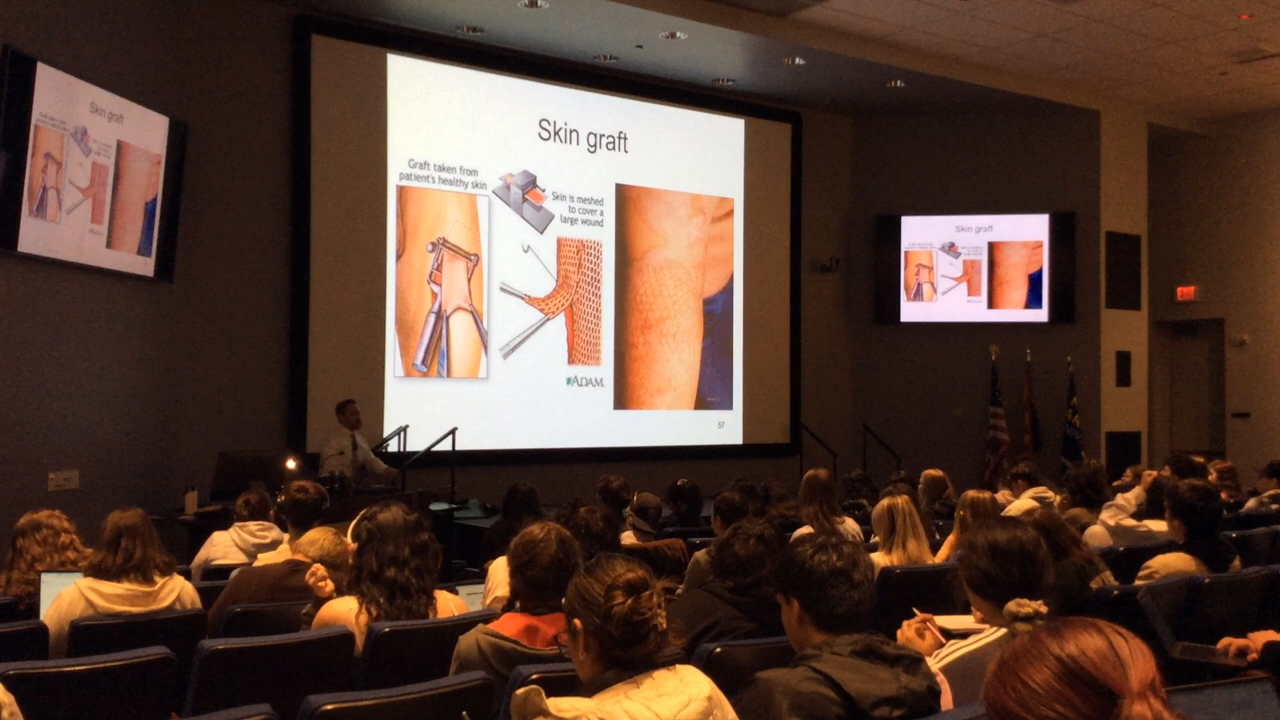 Skin graft
Graft taken from
patient's healthy skin
Skin is meshed
to cover a
large wound
ADAM.
57
Skin graft
Skin graft
EXIT